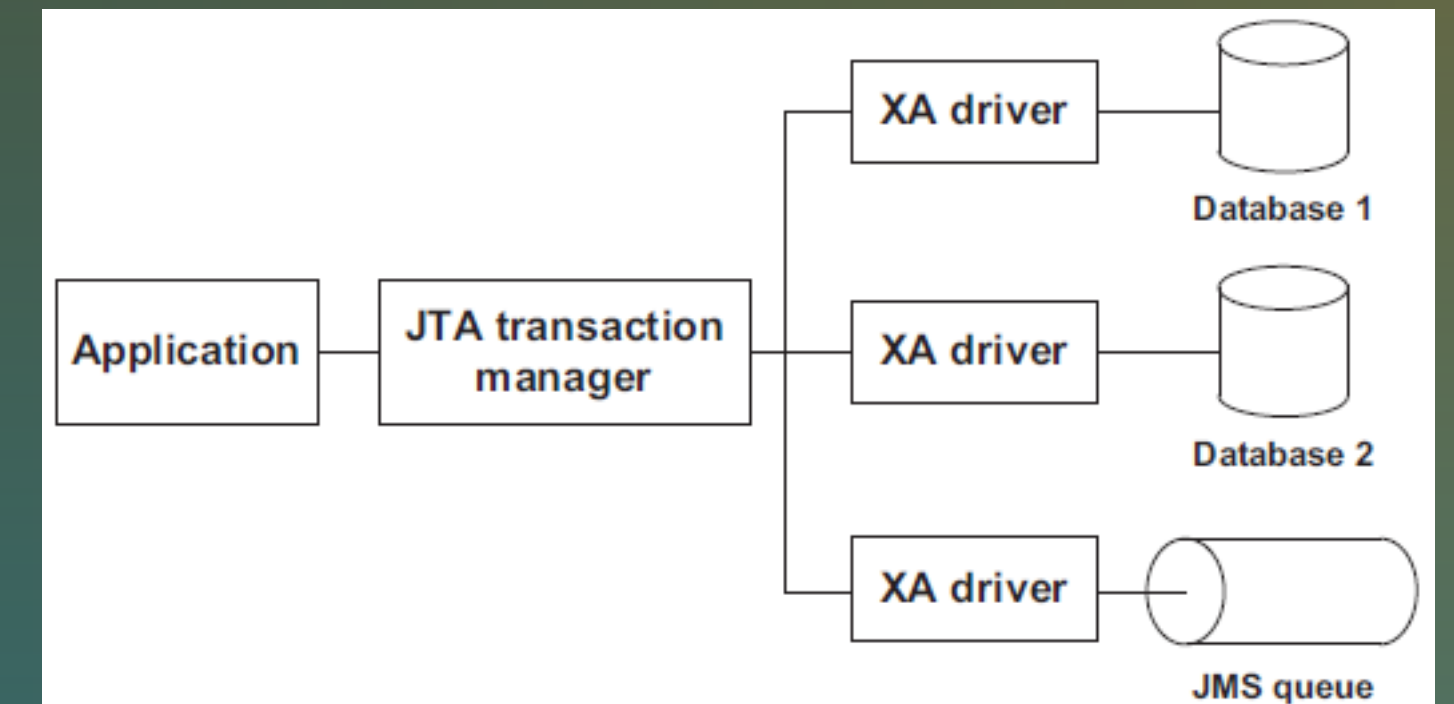 XA driver
Database 1
Application
JTA transaction
manager
XA driver
Database 2
XA driver
JMS queue